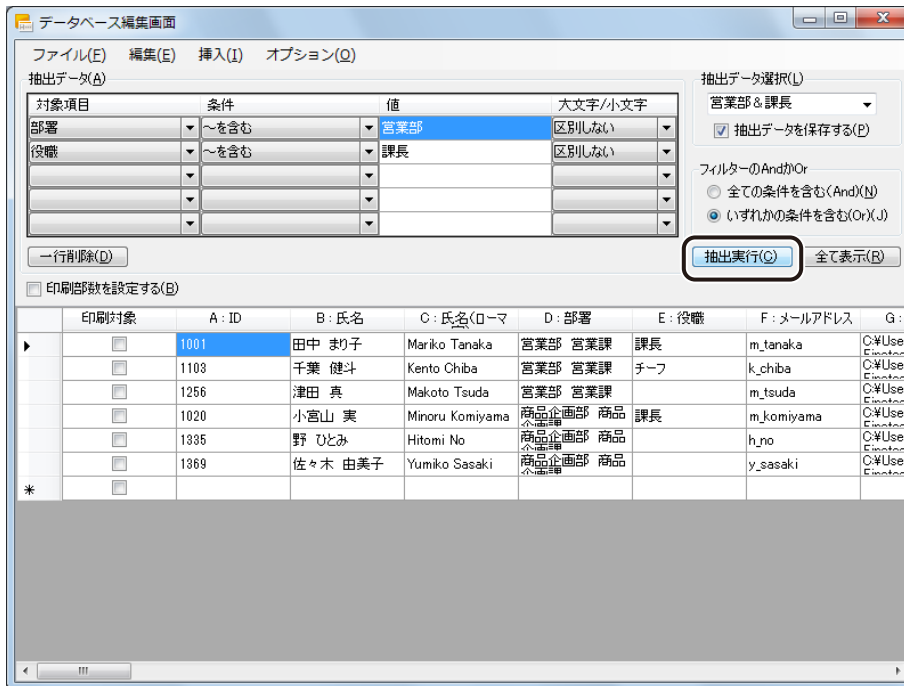 データベース編集画面
ファイル(F) 編集(E) 挿入(I) オプション(O)
抽出データ(A)
対象項目 条件 値 大文字/小文字
部署 ～を含む 営業部 区別しない
役職 ～を含む 課長 区別しない
抽出データ選択(L)
営業部&課長
抽出データを保存する(P)
フィルターのAndかOr
全ての条件を含む(And)(N)
いずれかの条件を含む(Or)(J)
一行削除(D) 抽出実行(C) 全て表示(R)
印刷部数を設定する(B)
印刷対象 A:ID B:氏名 C:氏名(ローマ D:部署 E:役職 F:メールアドレス G:
1001 田中 まり子 Mariko Tanaka 営業部 営業課 課長 m_tanaka C:¥Use
1103 千葉 健斗 Kento Chiba 営業部 営業課 チーフ k_chiba C:¥Use
1256 津田 真 Makoto Tsuda 営業部 営業課 m_tsuda C:¥Use
1020 小宮山 実 Minoru Komiyama 商品企画部 商品 課長 m_komiyama C:¥Use
1335 野 ひとみ Hitomi No 商品企画部 商品 h_no C:¥Use
1369 佐々木 由美子 Yumiko Sasaki 商品企画部 商品 y_sasaki C:¥Use